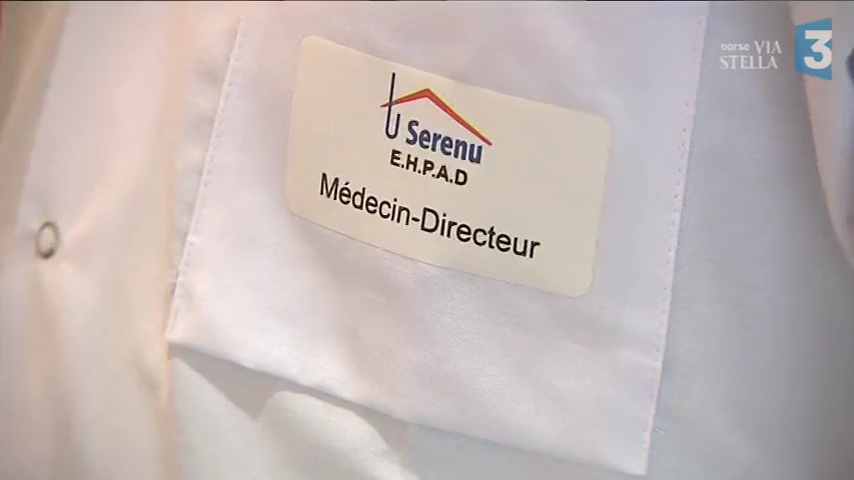 U Serenu
E.H.P.A.D
Médecin-Directeur
corse VIA
STELLA
3